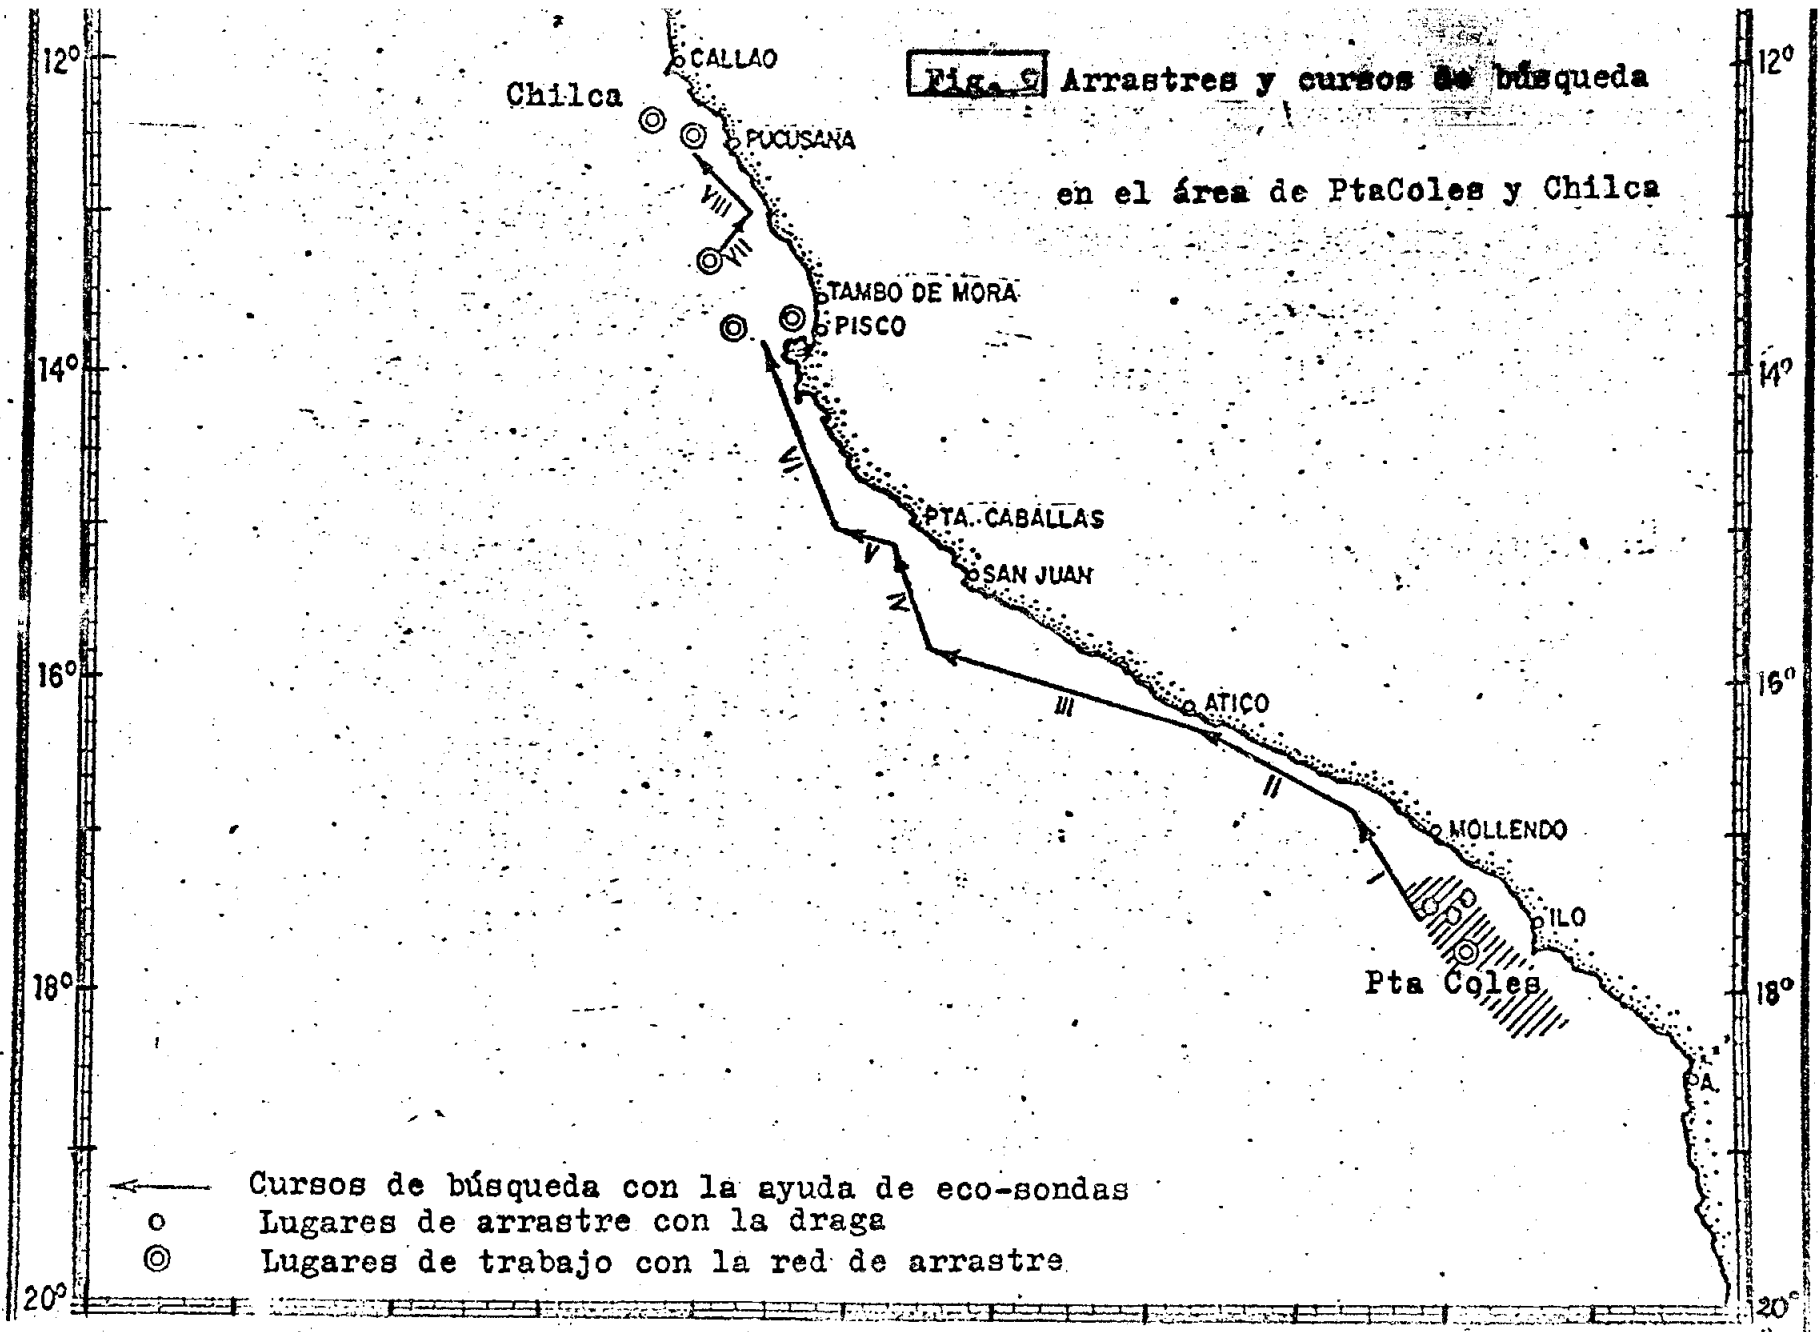 12° CALLAO Fig. 9 Arrastres y cursos de búsqueda 12°
Chilca
PUCUSANA
en el área de PtaColes y Chilca
VIII
VII
TAMBO DE MORA
PISCO
14° 14°
VI
PTA. CABALLAS
V
SAN JUAN
IV
16° 16°
ATICO
III
II
MOLLENDO
I
ILO
18° Pta Coles 18°
A.
Cursos de búsqueda con la ayuda de eco-sondas
Lugares de arrastre con la draga
Lugares de trabajo con la red de arrastre
20° 20°